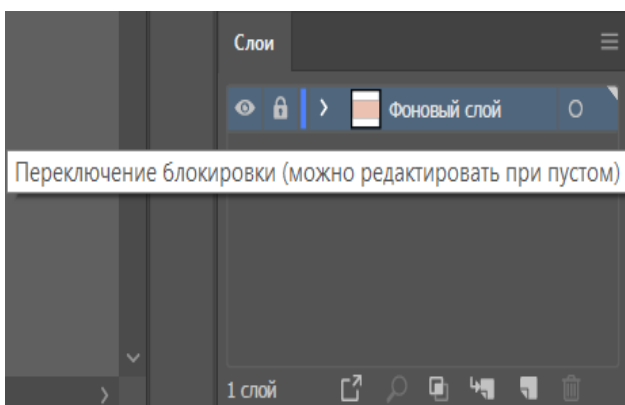 Слои
Фоновый слой
Переключение блокировки (можно редактировать при пустом)
1 слой